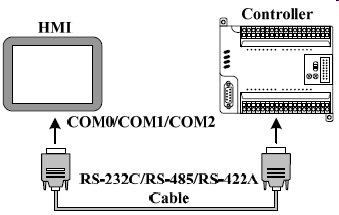 Controller
HMI
COM0/COM1/COM2
RS-232C/RS-485/RS-422A
Cable